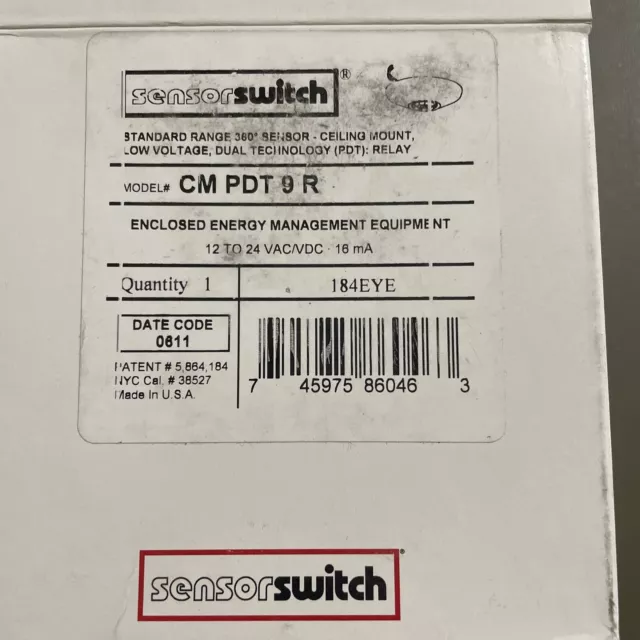 sensorswitch®
STANDARD RANGE 360° SENSOR - CEILING MOUNT,
LOW VOLTAGE, DUAL TECHNOLOGY (PDT): RELAY
MODEL# CM PDT 9 R
ENCLOSED ENERGY MANAGEMENT EQUIPMENT
12 TO 24 VAC/VDC - 16 mA
Quantity 1
184EYE
DATE CODE
0611
PATENT # 5,864,184
NYC Cal. # 38527
Made in U.S.A.
7 45975 86046 3
sensorswitch